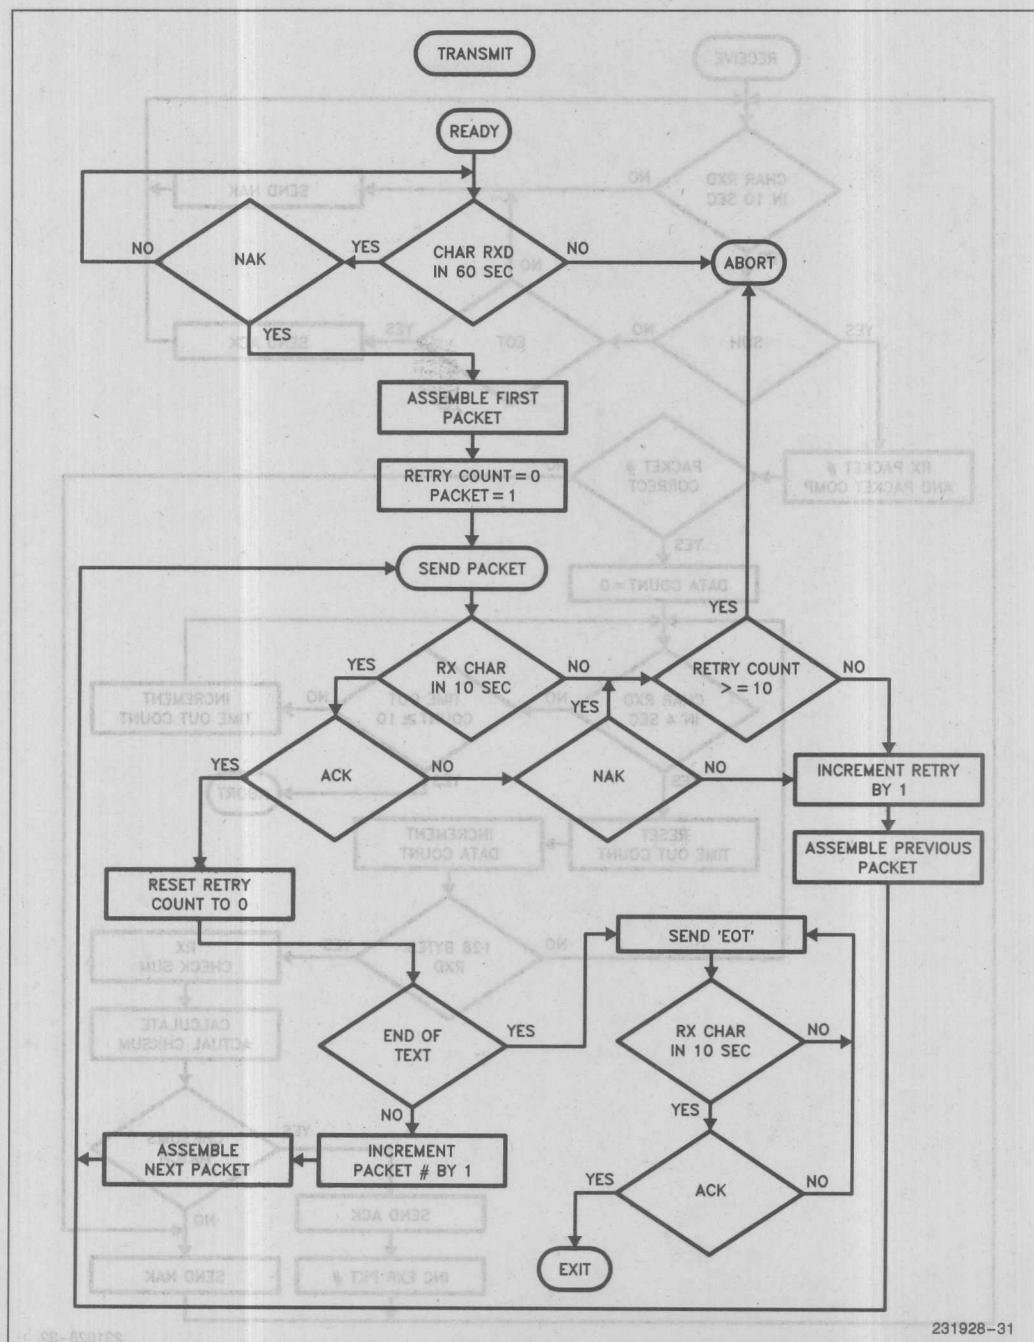 TRANSMIT
READY
NO
NAK
YES
CHAR RXD
IN 60 SEC
NO
ABORT
YES
ASSEMBLE FIRST
PACKET
RETRY COUNT = 0
PACKET = 1
SEND PACKET
YES
YES
RX CHAR
IN 10 SEC
NO
RETRY COUNT
> = 10
NO
YES
YES
ACK
NO
NAK
NO
INCREMENT RETRY
BY 1
ASSEMBLE PREVIOUS
PACKET
RESET RETRY
COUNT TO 0
SEND 'EOT'
END OF
TEXT
YES
RX CHAR
IN 10 SEC
NO
NO
YES
ASSEMBLE
NEXT PACKET
INCREMENT
PACKET # BY 1
YES
ACK
NO
EXIT
231928-31